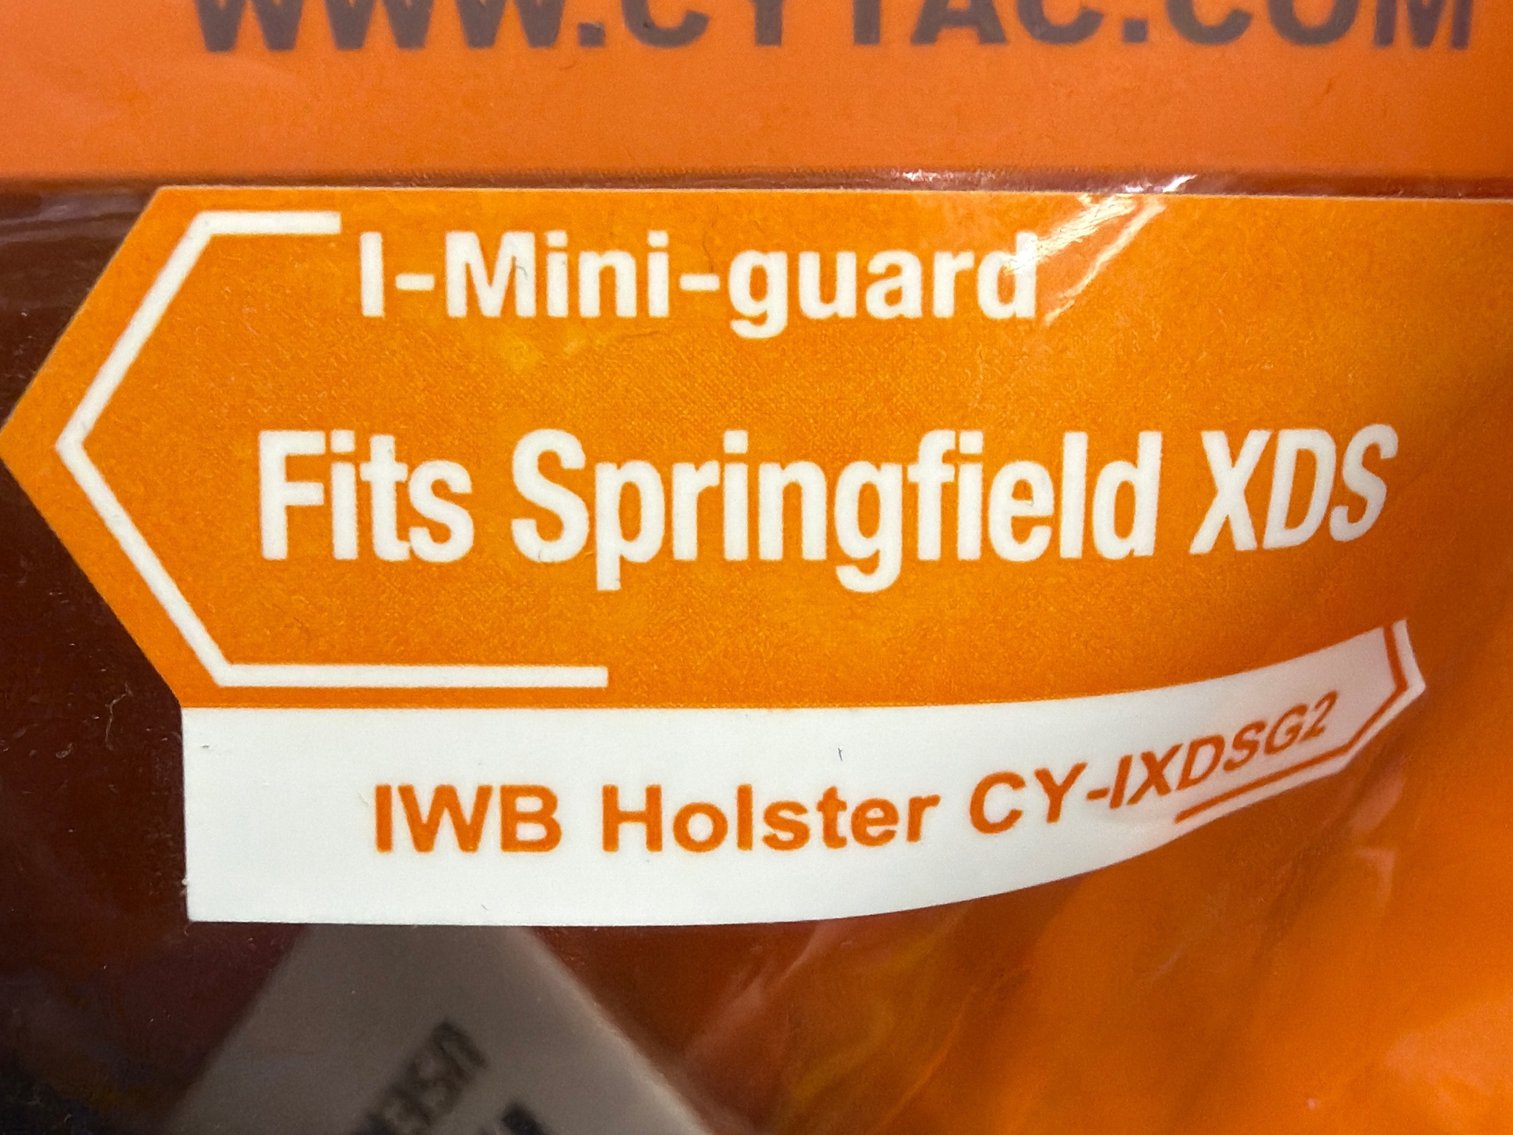 WWW.CYTAC.COM
I-Mini-guard
Fits Springfield XDS
IWB Holster CY-IXDSG2